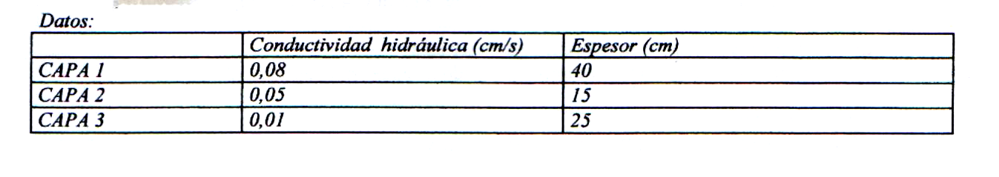 Datos:
Conductividad hidráulica (cm/s) Espesor (cm)
CAPA 1 0,08 40
CAPA 2 0,05 15
CAPA 3 0,01 25